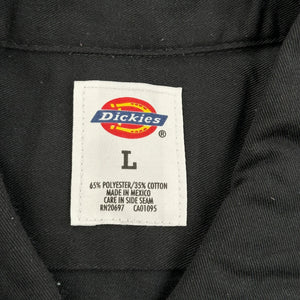 Dickies
®
L
65% POLYESTER/35% COTTON
MADE IN MEXICO
CARE IN SIDE SEAM
RN20697 CA01095